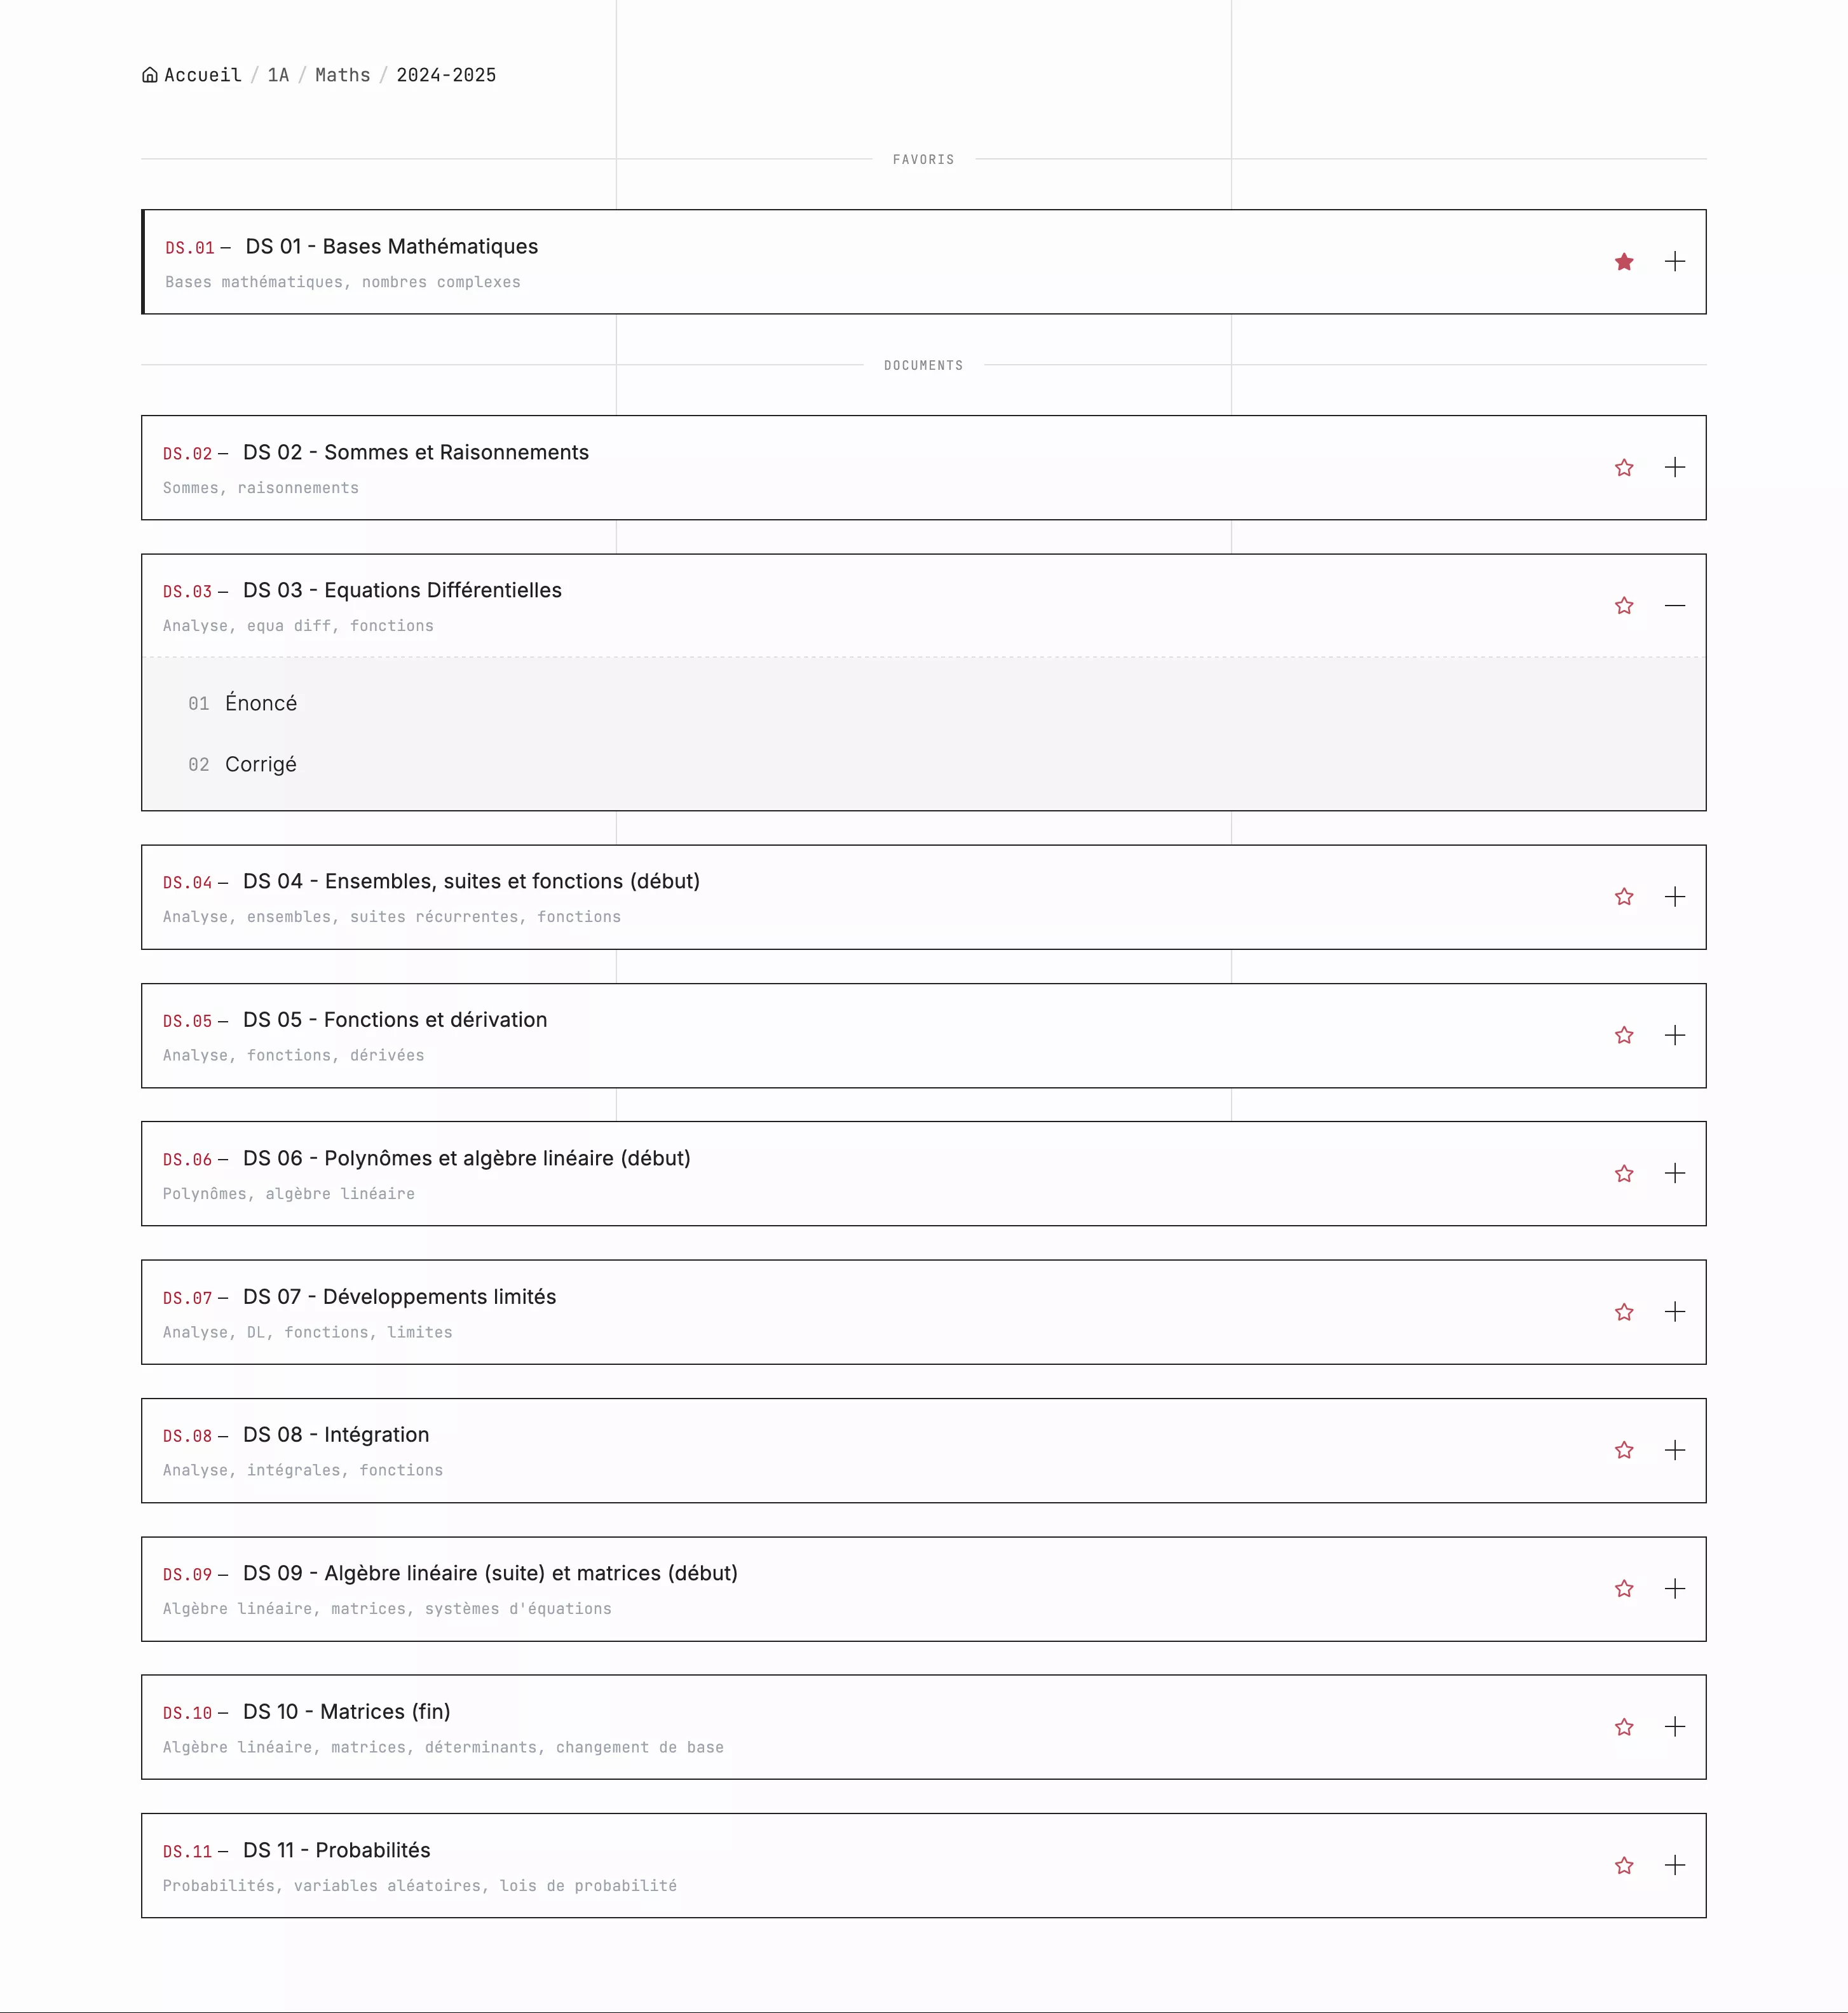 Accueil / 1A / Maths / 2024-2025
FAVORIS
DS.01 — DS 01 - Bases Mathématiques
Bases mathématiques, nombres complexes
DOCUMENTS
DS.02 — DS 02 - Sommes et Raisonnements
Sommes, raisonnements
DS.03 — DS 03 - Equations Différentielles
Analyse, equa diff, fonctions
01 Énoncé
02 Corrigé
DS.04 — DS 04 - Ensembles, suites et fonctions (début)
Analyse, ensembles, suites récurrentes, fonctions
DS.05 — DS 05 - Fonctions et dérivation
Analyse, fonctions, dérivées
DS.06 — DS 06 - Polynômes et algèbre linéaire (début)
Polynômes, algèbre linéaire
DS.07 — DS 07 - Développements limités
Analyse, DL, fonctions, limites
DS.08 — DS 08 - Intégration
Analyse, intégrales, fonctions
DS.09 — DS 09 - Algèbre linéaire (suite) et matrices (début)
Algèbre linéaire, matrices, systèmes d'équations
DS.10 — DS 10 - Matrices (fin)
Algèbre linéaire, matrices, déterminants, changement de base
DS.11 — DS 11 - Probabilités
Probabilités, variables aléatoires, lois de probabilité